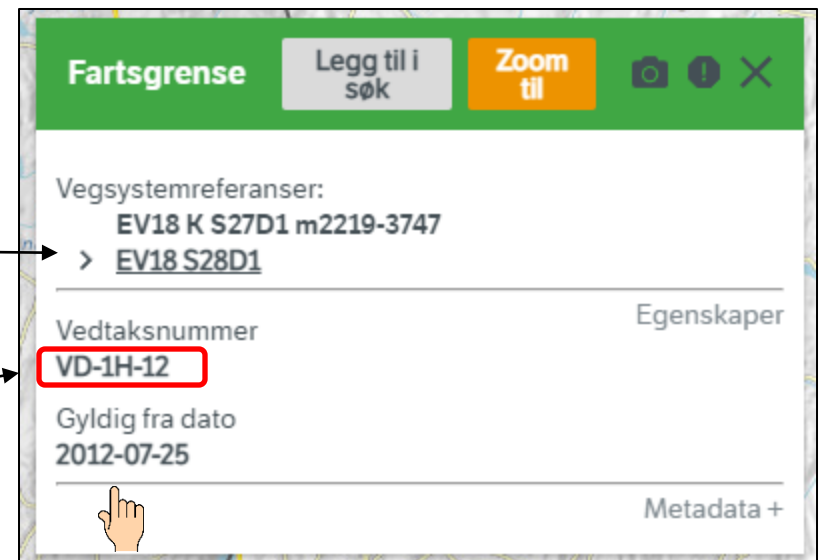 Fartsgrense
Legg til i
søk
Zoom
til
Vegsystemreferanser:
EV18 K S27D1 m2219-3747
> EV18 S28D1
Egenskaper
Vedtaksnummer
VD-1H-12
Gyldig fra dato
2012-07-25
Metadata +